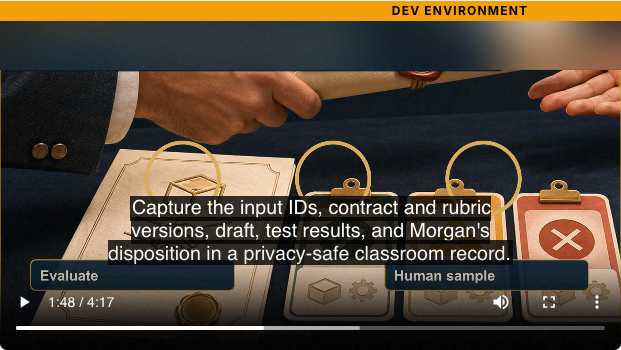 DEV ENVIRONMENT
Capture the input IDs, contract and rubric
versions, draft, test results, and Morgan's
disposition in a privacy-safe classroom record.
Evaluate
Human sample
1:48 / 4:17